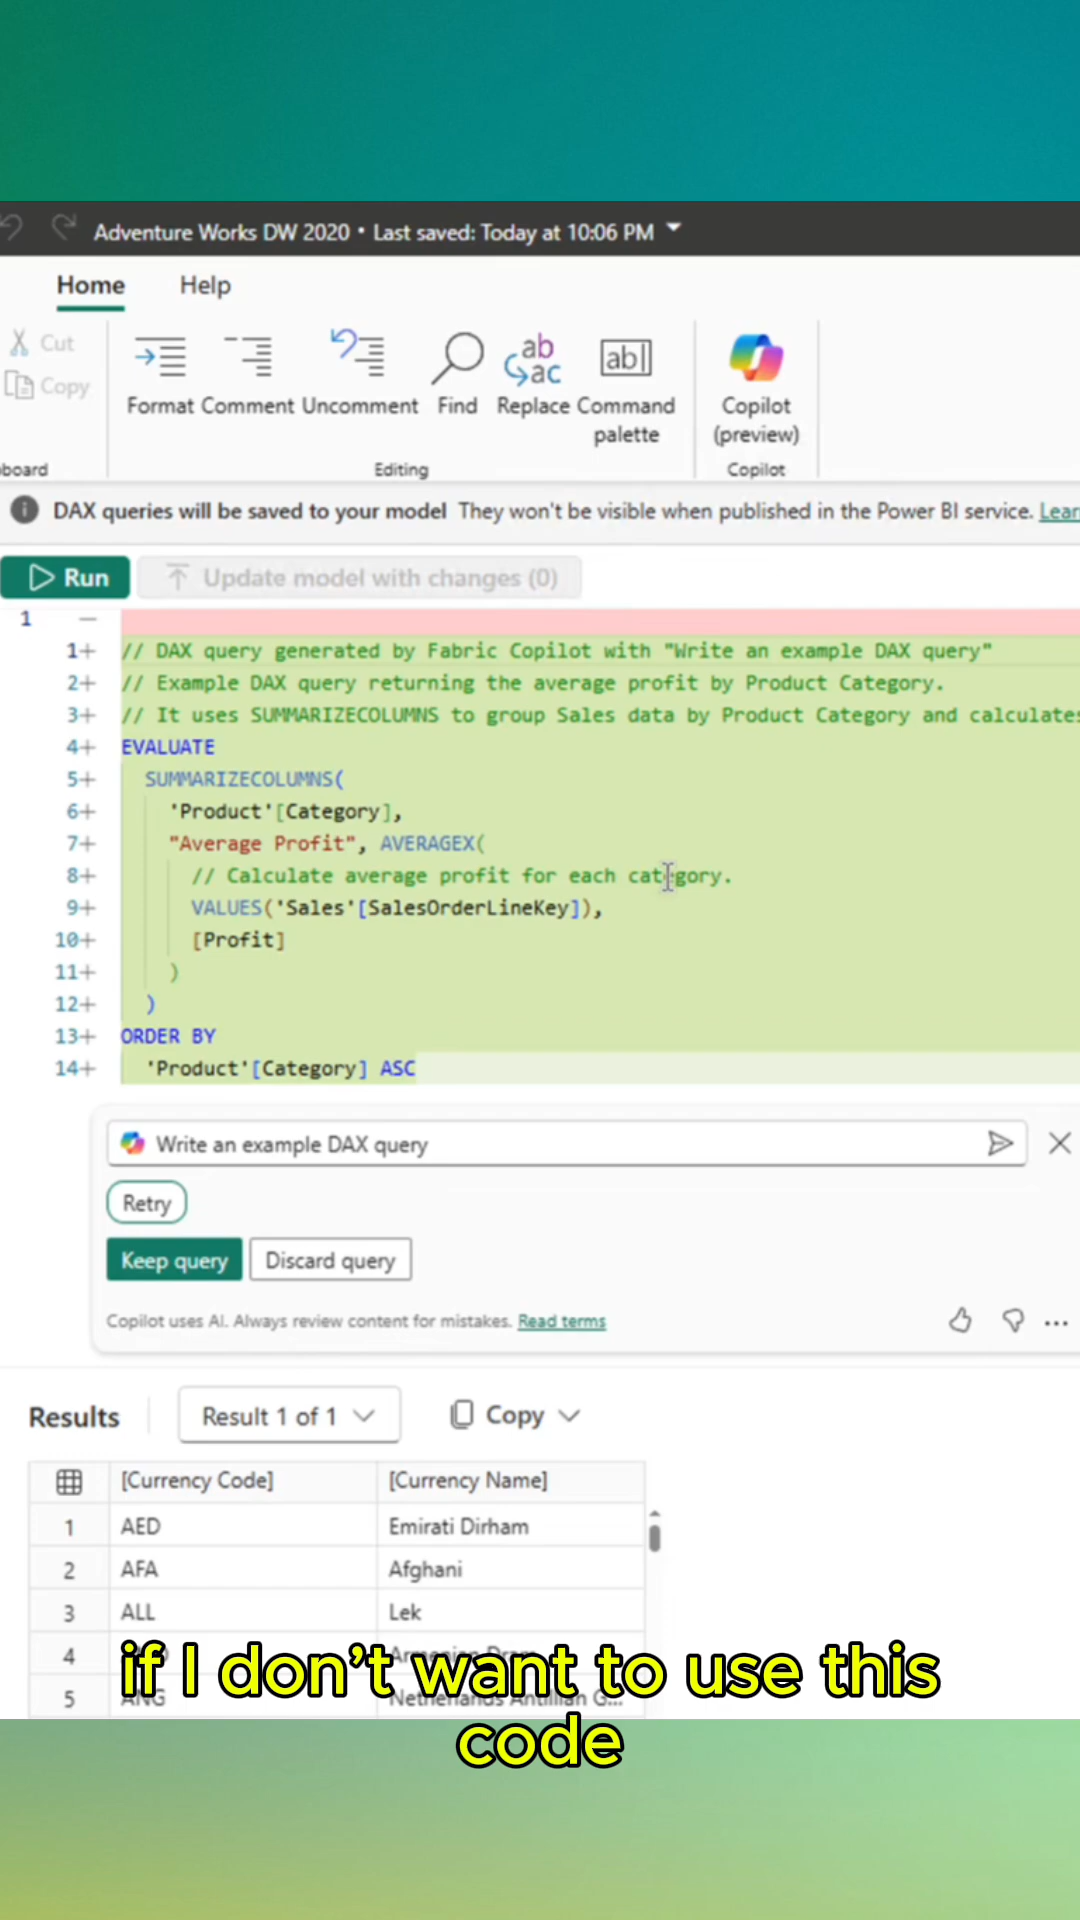 Adventure Works DW 2020 • Last saved: Today at 10:06 PM
Home Help
Cut
Copy
Format Comment Uncomment Find Replace Command palette
Copilot (preview)
board Editing Copilot
DAX queries will be saved to your model They won't be visible when published in the Power BI service. Lear
Run Update model with changes (0)
1 —
1+ // DAX query generated by Fabric Copilot with "Write an example DAX query"
2+ // Example DAX query returning the average profit by Product Category.
3+ // It uses SUMMARIZECOLUMNS to group Sales data by Product Category and calculates
4+ EVALUATE
5+ SUMMARIZECOLUMNS(
6+ 'Product'[Category],
7+ "Average Profit", AVERAGEX(
8+ // Calculate average profit for each category.
9+ VALUES('Sales'[SalesOrderLineKey]),
10+ [Profit]
11+ )
12+ )
13+ ORDER BY
14+ 'Product'[Category] ASC
Write an example DAX query
Retry
Keep query Discard query
Copilot uses AI. Always review content for mistakes. Read terms
Results Result 1 of 1 Copy
[Currency Code] [Currency Name]
1 AED Emirati Dirham
2 AFA Afghani
3 ALL Lek
4
5 ANG Netherlands Antillian G...
if I don't want to use this
code